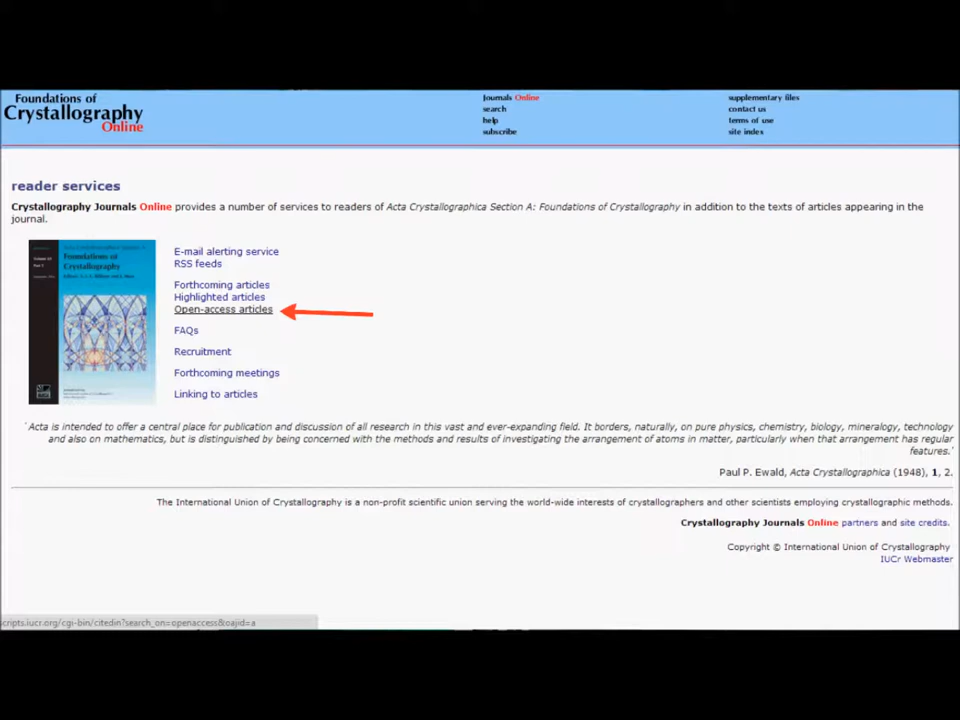 Foundations of
Crystallography
Online
Journals Online
search
help
subscribe
supplementary files
contact us
terms of use
site index
reader services
Crystallography Journals Online provides a number of services to readers of Acta Crystallographica Section A: Foundations of Crystallography in addition to the texts of articles appearing in the
journal.
Foundations of
Crystallography
E-mail alerting service
RSS feeds
Forthcoming articles
Highlighted articles
Open-access articles
FAQs
Recruitment
Forthcoming meetings
Linking to articles
'Acta is intended to offer a central place for publication and discussion of all research in this vast and ever-expanding field. It borders, naturally, on pure physics, chemistry, biology, mineralogy, technology
and also on mathematics, but is distinguished by being concerned with the methods and results of investigating the arrangement of atoms in matter, particularly when that arrangement has regular
features.'
Paul P. Ewald, Acta Crystallographica (1948), 1, 2.
The International Union of Crystallography is a non-profit scientific union serving the world-wide interests of crystallographers and other scientists employing crystallographic methods.
Crystallography Journals Online partners and site credits.
Copyright © International Union of Crystallography
IUCr Webmaster
scripts.iucr.org/cgi-bin/citedin?search_on=openaccess&oajid=a